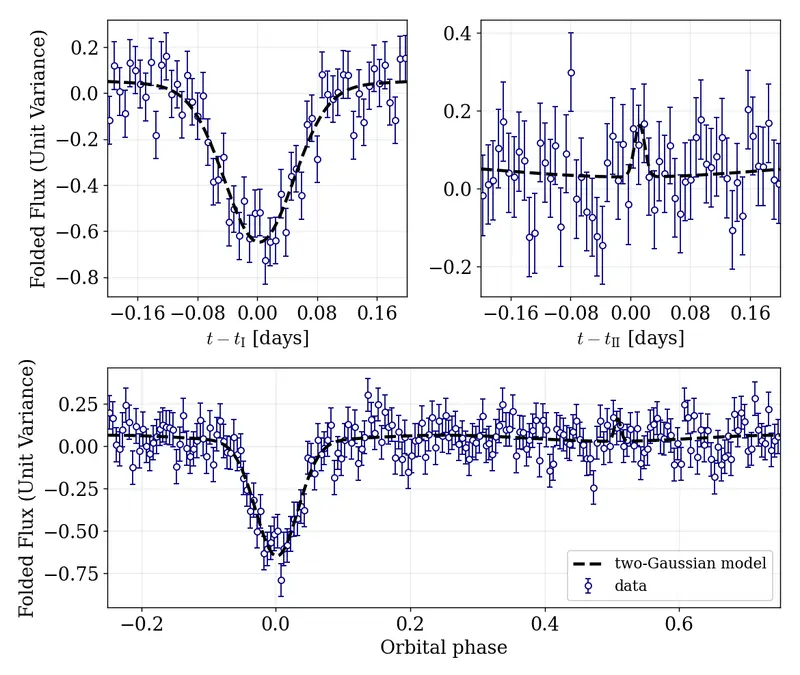 Folded Flux (Unit Variance)
0.2
0.0
−0.2
−0.4
−0.6
−0.8
−0.16 −0.08 0.00 0.08 0.16
t − tI [days]
0.4
0.2
0.0
−0.2
−0.16 −0.08 0.00 0.08 0.16
t − tII [days]
Folded Flux (Unit Variance)
0.25
0.00
−0.25
−0.50
−0.75
−0.2 0.0 0.2 0.4 0.6
Orbital phase
two-Gaussian model
data